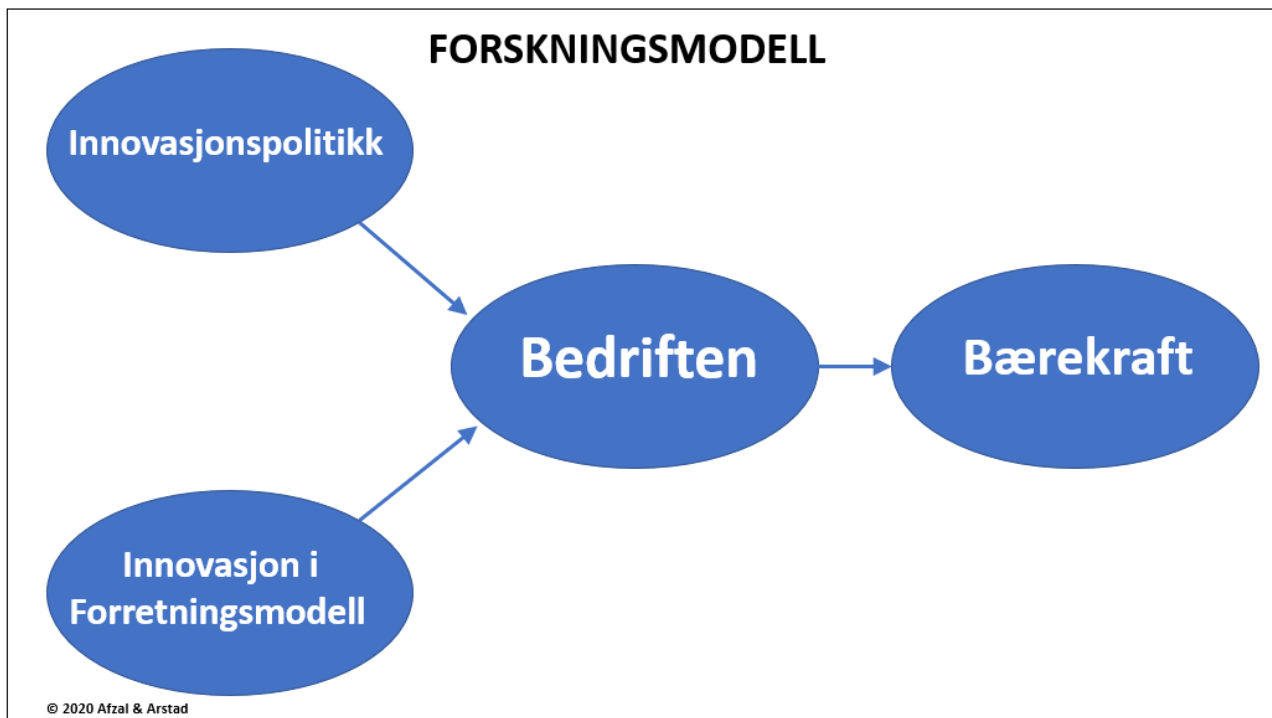 FORSKNINGSMODELL
Innovasjonspolitikk
Bedriften
Bærekraft
Innovasjon i
Forretningsmodell
© 2020 Afzal & Arstad